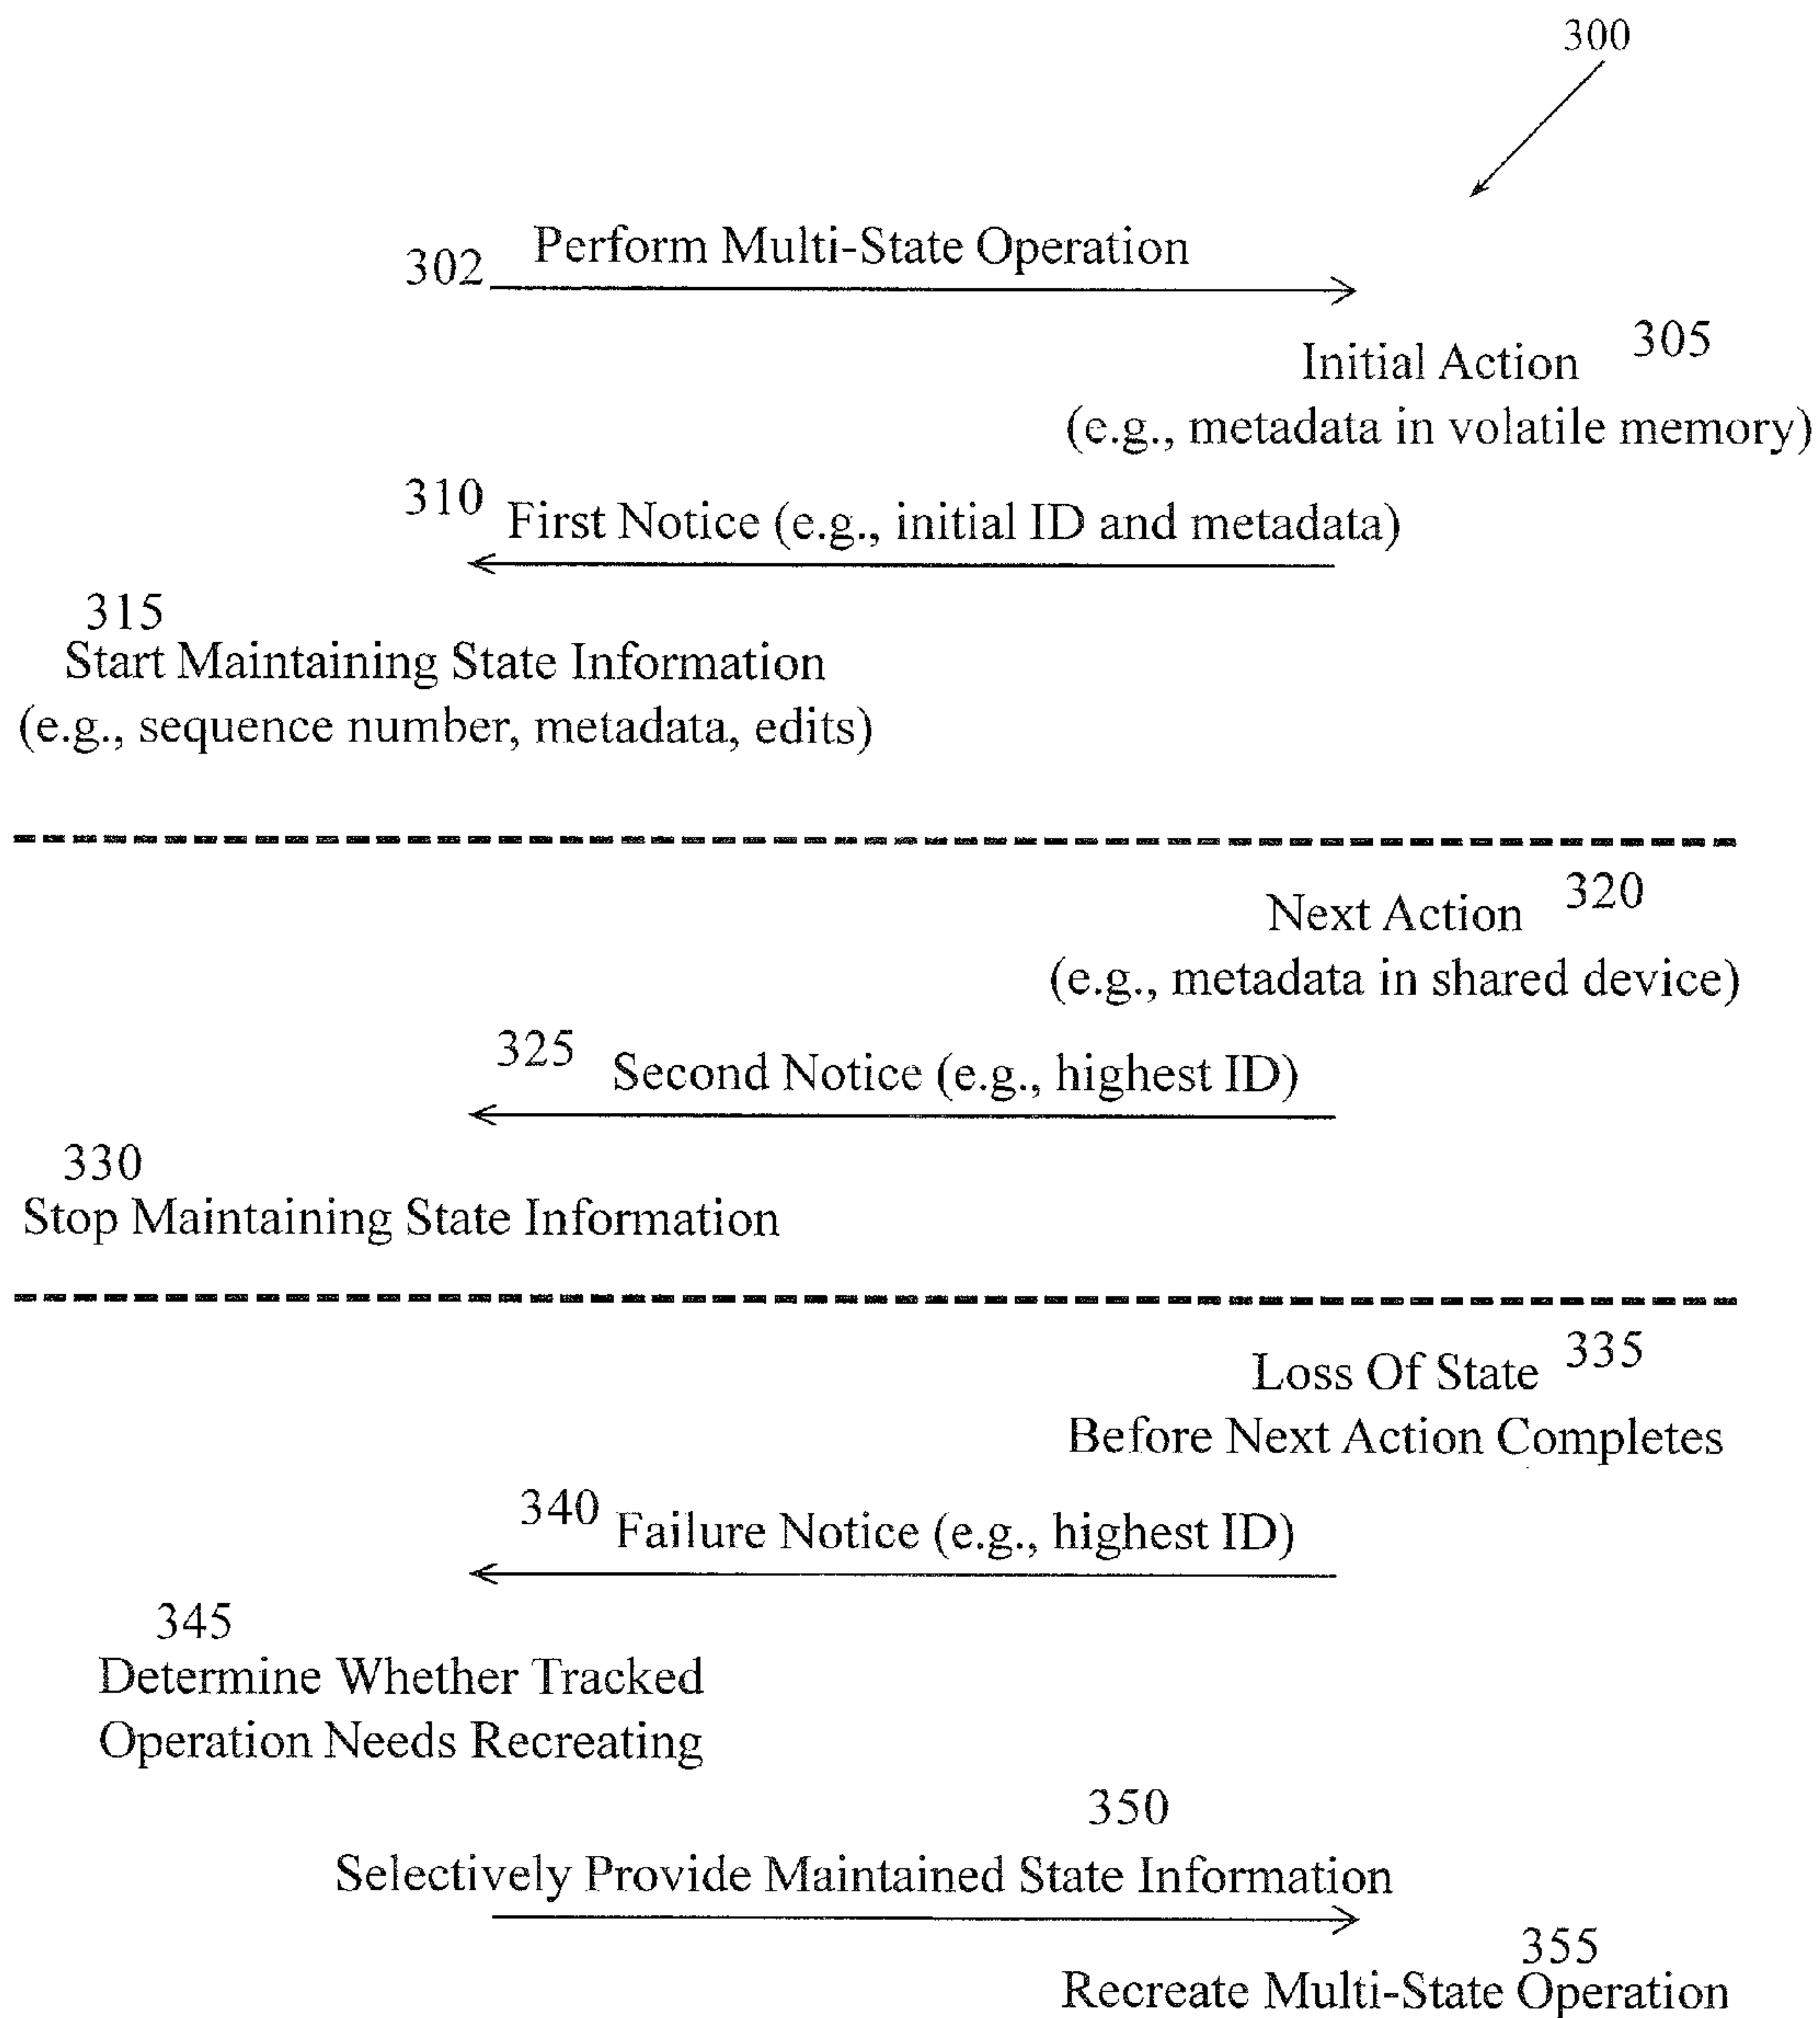 300
302 Perform Multi-State Operation
305
Initial Action
(e.g., metadata in volatile memory)
310 First Notice (e.g., initial ID and metadata)
315
Start Maintaining State Information
(e.g., sequence number, metadata, edits)
320
Next Action
(e.g., metadata in shared device)
325 Second Notice (e.g., highest ID)
330
Stop Maintaining State Information
335
Loss Of State
Before Next Action Completes
340 Failure Notice (e.g., highest ID)
345
Determine Whether Tracked
Operation Needs Recreating
350
Selectively Provide Maintained State Information
355
Recreate Multi-State Operation